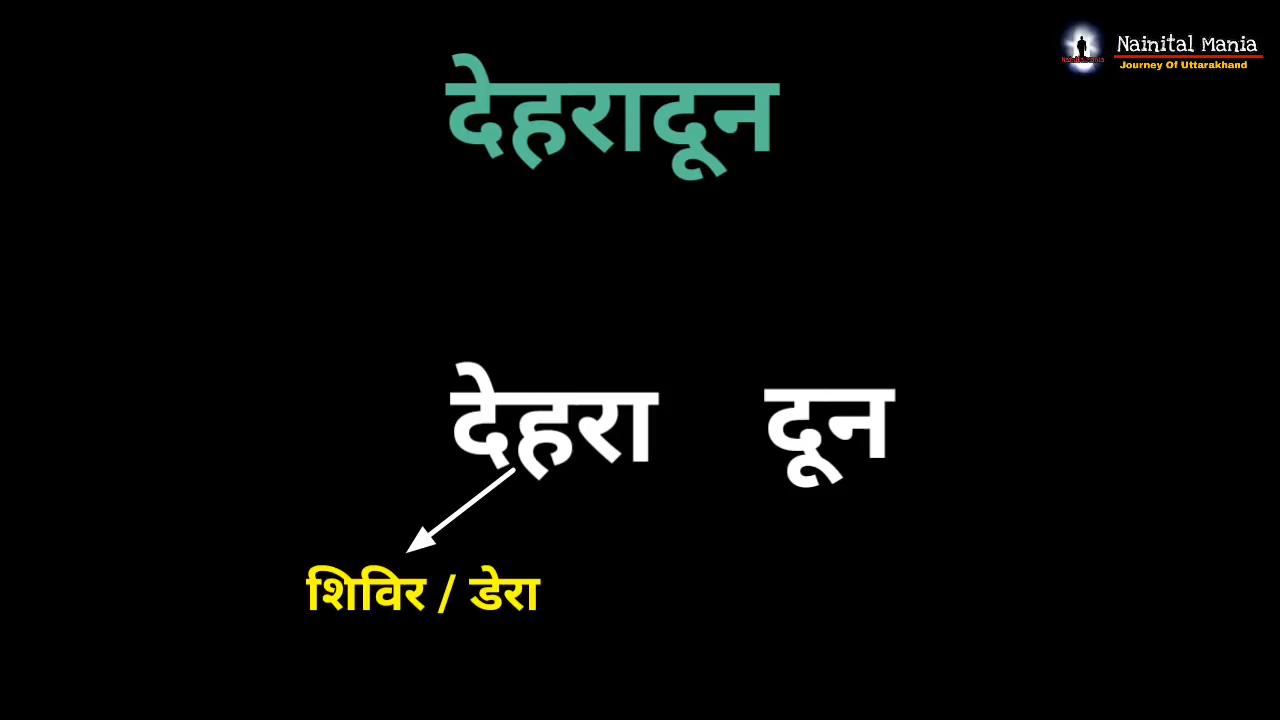 Nainital Mania
Journey Of Uttarakhand
देहरादून
देहरा दून
शिविर / डेरा